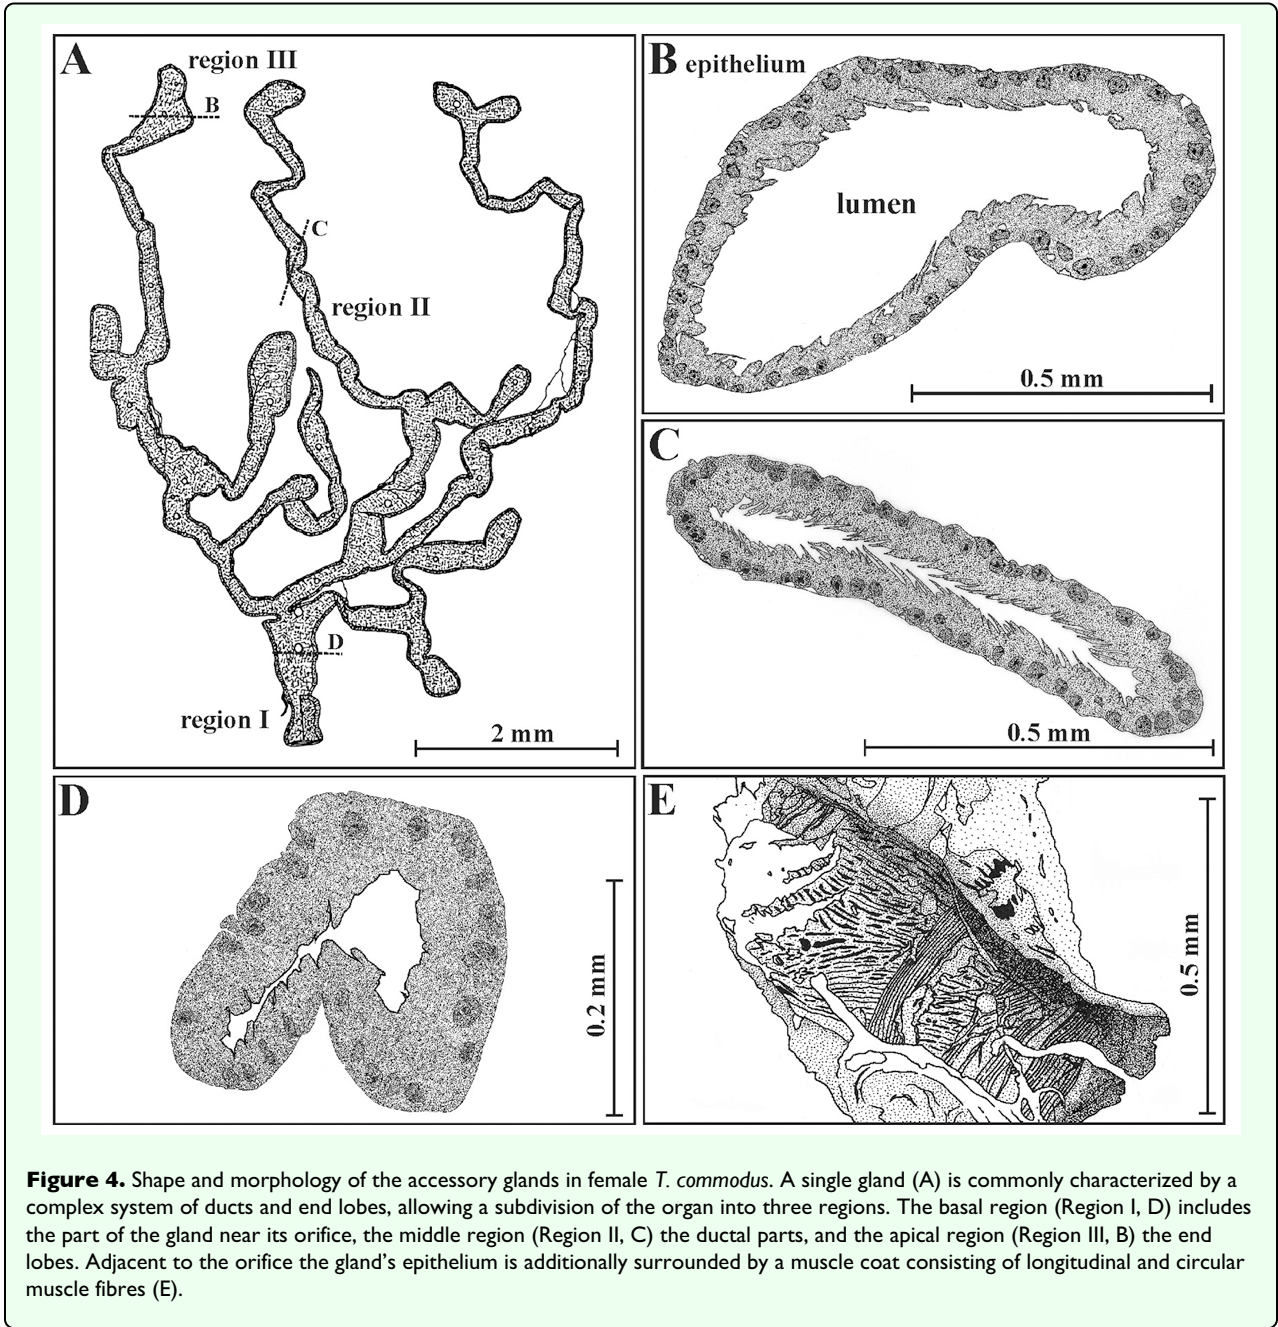 A
region III
B
C
region II
D
region I
2 mm
B
epithelium
lumen
0.5 mm
C
0.5 mm
D
0.2 mm
E
0.5 mm
Figure 4. Shape and morphology of the accessory glands in female T. commodus. A single gland (A) is commonly characterized by a
complex system of ducts and end lobes, allowing a subdivision of the organ into three regions. The basal region (Region I, D) includes
the part of the gland near its orifice, the middle region (Region II, C) the ductal parts, and the apical region (Region III, B) the end
lobes. Adjacent to the orifice the gland's epithelium is additionally surrounded by a muscle coat consisting of longitudinal and circular
muscle fibres (E).